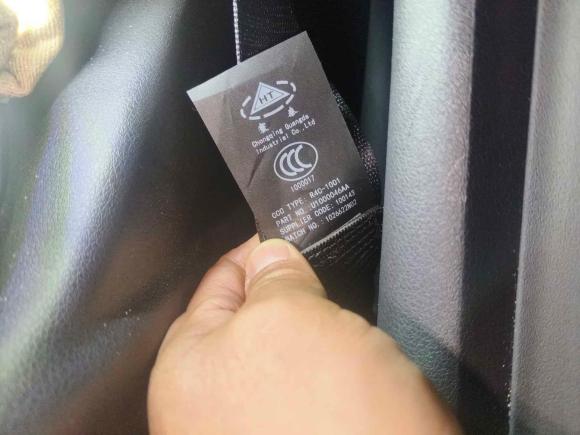 HT
Chongqing Guangda
Industrial Co.,Ltd
CCC
1000017
CCO TYPE: R4C-1001
PART NO.:U1000046AA
SUPPLIER CODE: 100143
BATCH NO.: